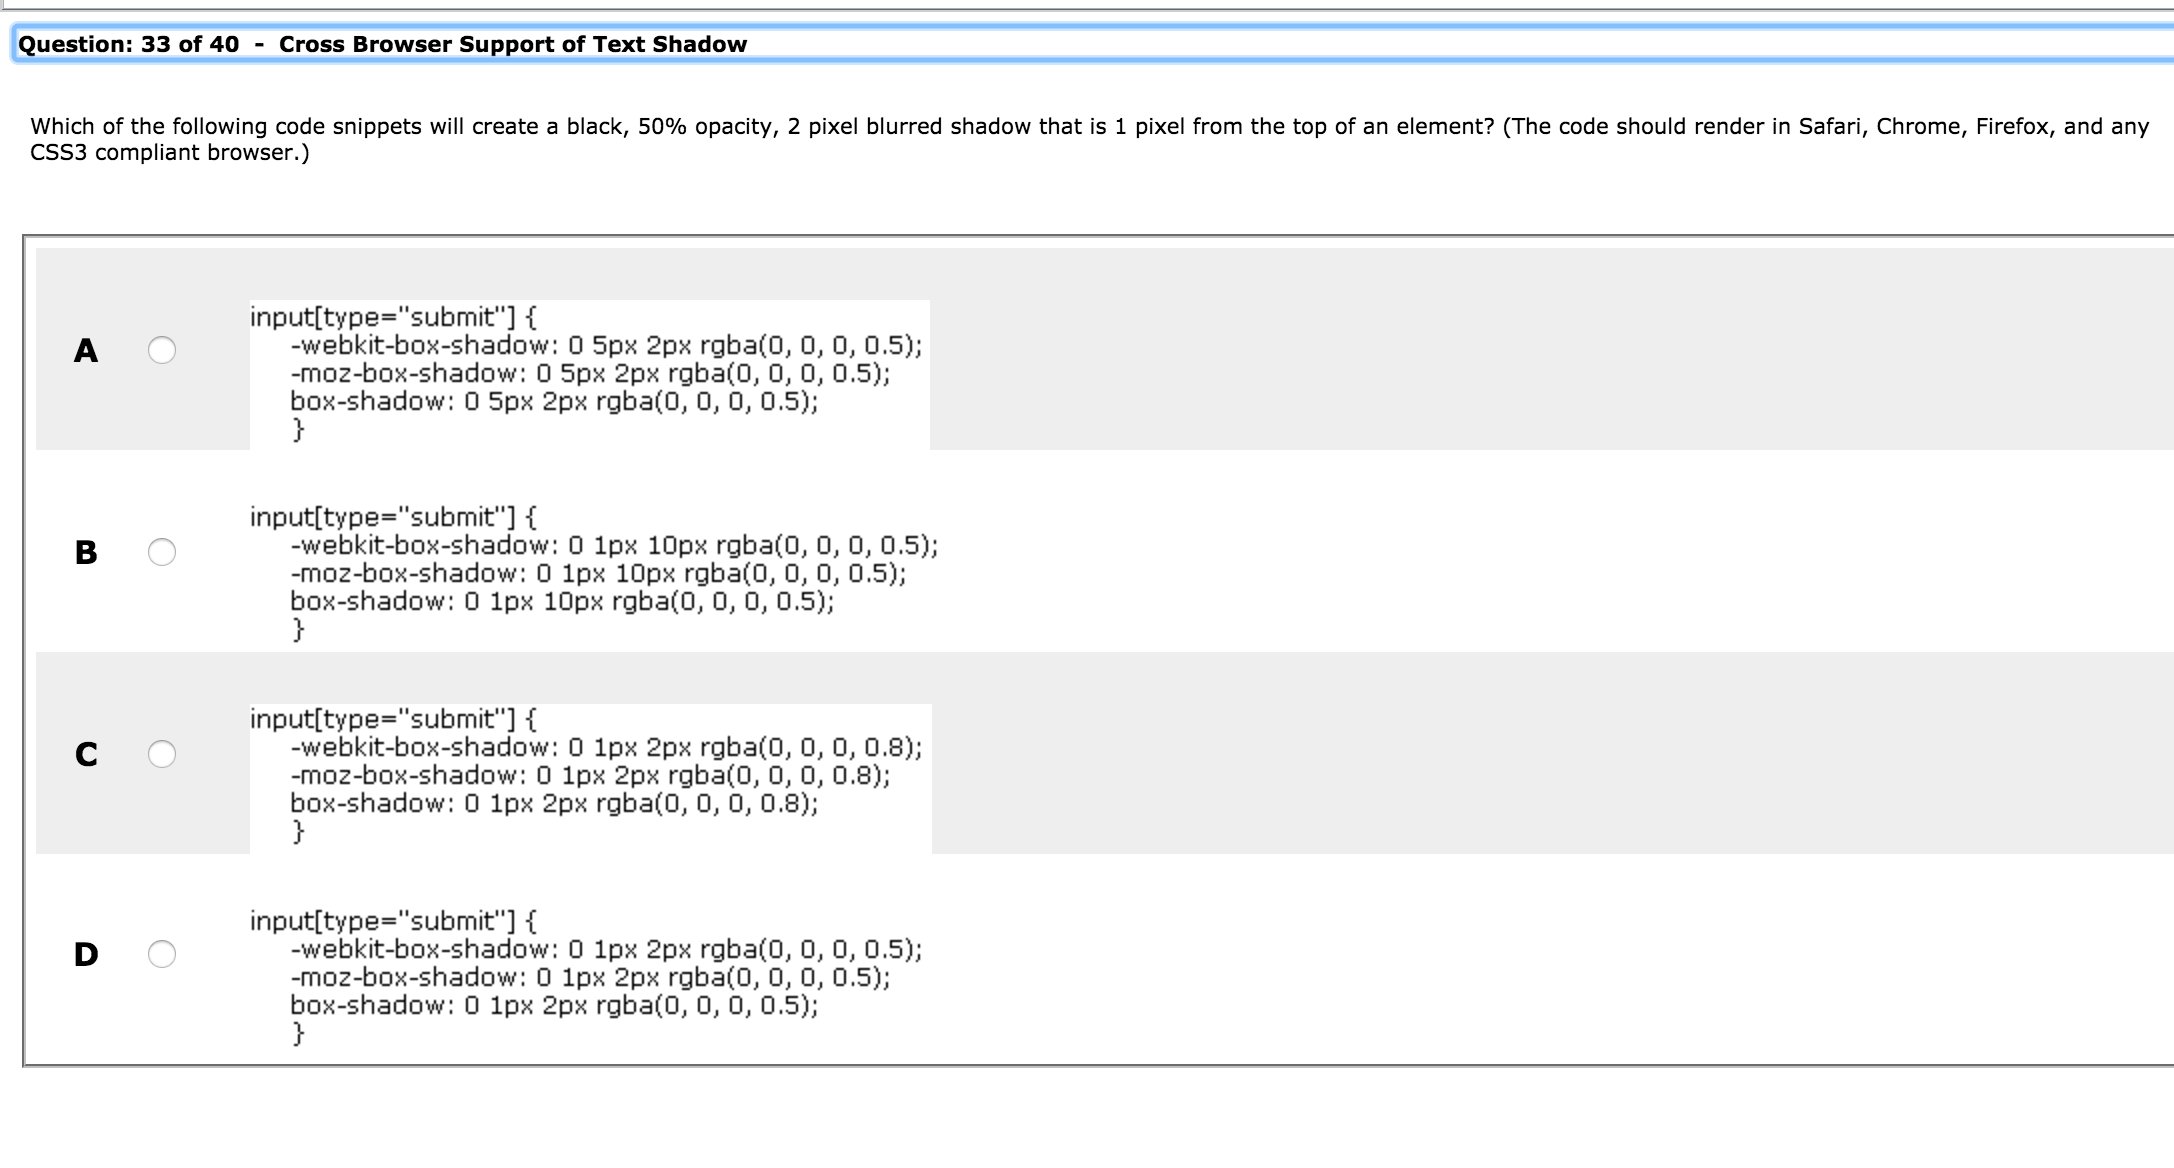 Question: 33 of 40 - Cross Browser Support of Text Shadow
Which of the following code snippets will create a black, 50% opacity, 2 pixel blurred shadow that is 1 pixel from the top of an element? (The code should render in Safari, Chrome, Firefox, and any
CSS3 compliant browser.)
A
input[type="submit"] {
-webkit-box-shadow: 0 5px 2px rgba(0, 0, 0, 0.5);
-moz-box-shadow: 0 5px 2px rgba(0, 0, 0, 0.5);
box-shadow: 0 5px 2px rgba(0, 0, 0, 0.5);
}
B
input[type="submit"] {
-webkit-box-shadow: 0 1px 10px rgba(0, 0, 0, 0.5);
-moz-box-shadow: 0 1px 10px rgba(0, 0, 0, 0.5);
box-shadow: 0 1px 10px rgba(0, 0, 0, 0.5);
}
C
input[type="submit"] {
-webkit-box-shadow: 0 1px 2px rgba(0, 0, 0, 0.8);
-moz-box-shadow: 0 1px 2px rgba(0, 0, 0, 0.8);
box-shadow: 0 1px 2px rgba(0, 0, 0, 0.8);
}
D
input[type="submit"] {
-webkit-box-shadow: 0 1px 2px rgba(0, 0, 0, 0.5);
-moz-box-shadow: 0 1px 2px rgba(0, 0, 0, 0.5);
box-shadow: 0 1px 2px rgba(0, 0, 0, 0.5);
}